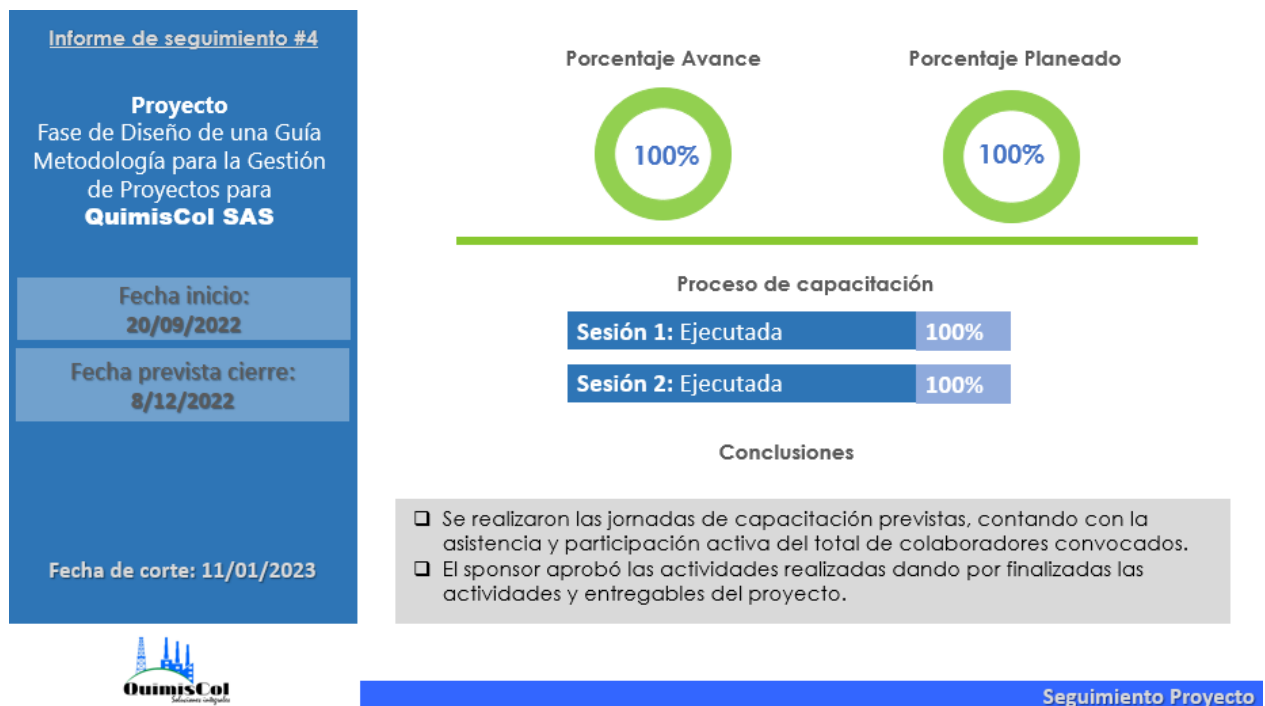 Informe de seguimiento #4
Proyecto
Fase de Diseño de una Guía
Metodología para la Gestión
de Proyectos para
QuimisCol SAS
Fecha inicio:
20/09/2022
Fecha prevista cierre:
8/12/2022
Fecha de corte: 11/01/2023
QuimisCol
Soluciones integrales
Porcentaje Avance
Porcentaje Planeado
100%
100%
Proceso de capacitación
Sesión 1: Ejecutada 100%
Sesión 2: Ejecutada 100%
Conclusiones
Se realizaron las jornadas de capacitación previstas, contando con la
asistencia y participación activa del total de colaboradores convocados.
El sponsor aprobó las actividades realizadas dando por finalizadas las
actividades y entregables del proyecto.
Seguimiento Proyecto